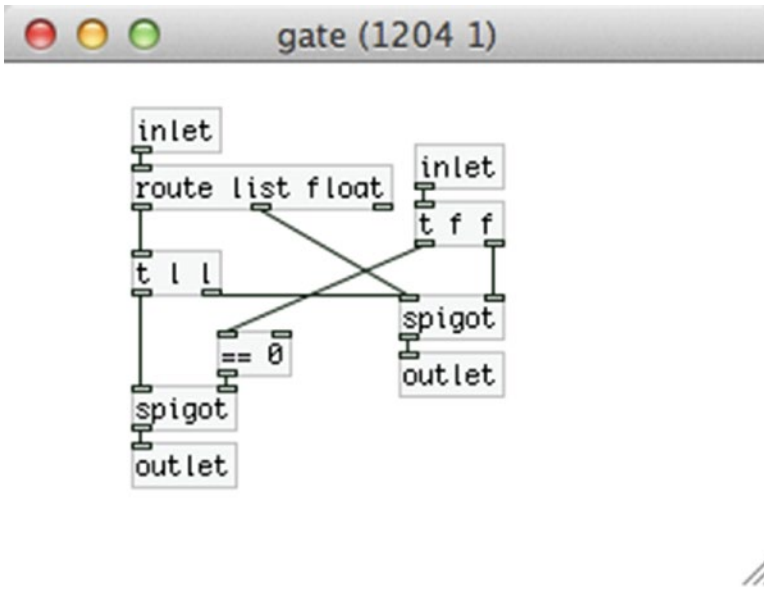 gate (1204 1)
inlet
route list float
t l l
== 0
spigot
outlet
inlet
t f f
spigot
outlet